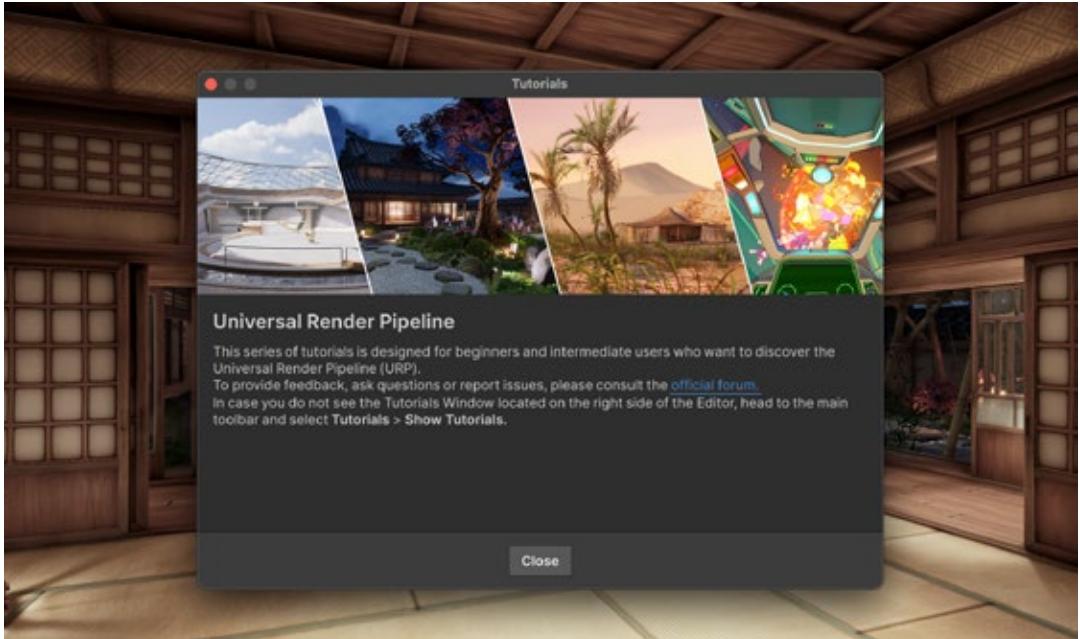 Tutorials
Universal Render Pipeline
This series of tutorials is designed for beginners and intermediate users who want to discover the
Universal Render Pipeline (URP).
To provide feedback, ask questions or report issues, please consult the official forum.
In case you do not see the Tutorials Window located on the right side of the Editor, head to the main
toolbar and select Tutorials > Show Tutorials.
Close